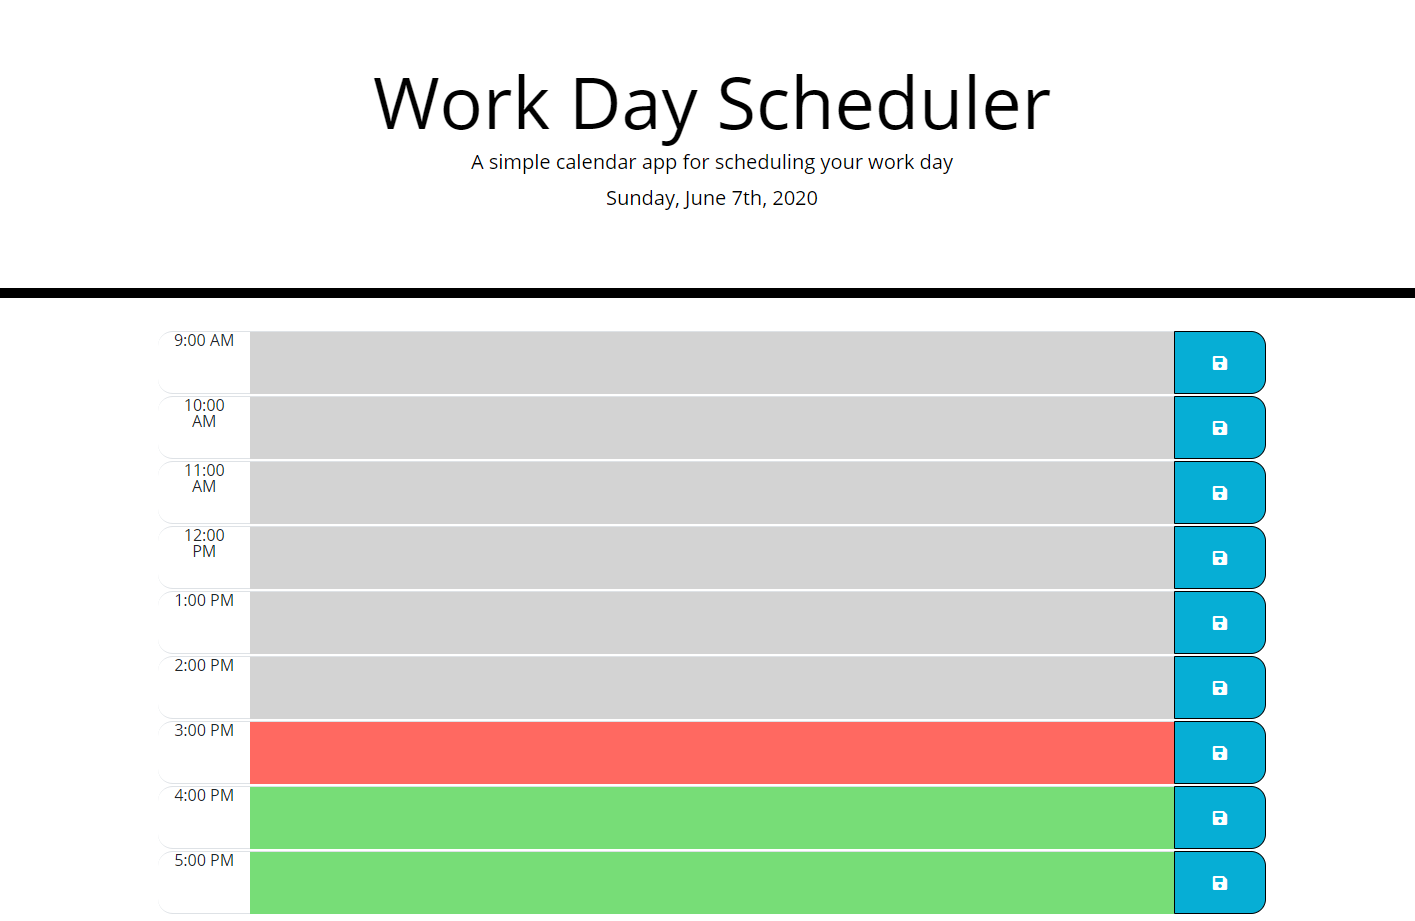 Work Day Scheduler
A simple calendar app for scheduling your work day
Sunday, June 7th, 2020
9:00 AM
10:00
AM
11:00
AM
12:00
PM
1:00 PM
2:00 PM
3:00 PM
4:00 PM
5:00 PM